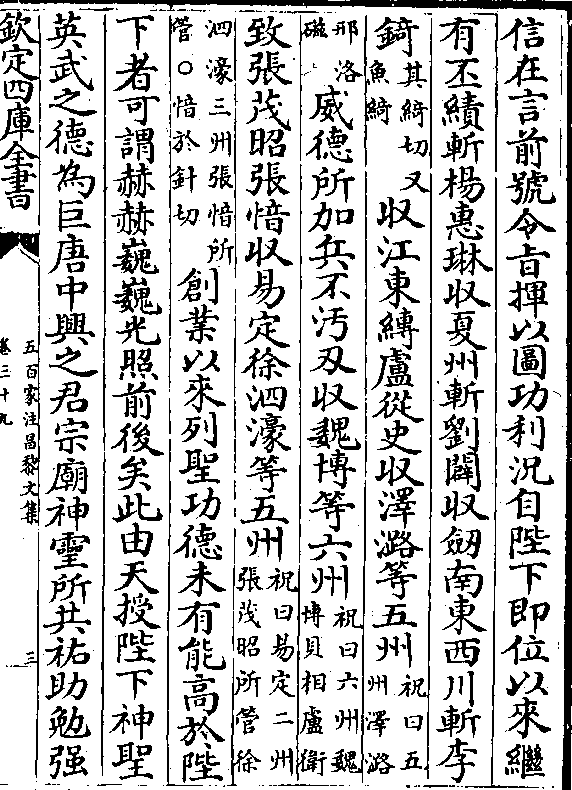 信在言前號令旨揮以圖功利況自陛下即位以來繼
有丕績斬楊惠琳收夏州斬劉闢收劒南東西川斬李
錡其綺切又魚綺收江東縛盧從史收澤潞等五州祝曰五州澤潞
邢洛磁威德所加兵不汚刃收魏博等六州祝曰六州魏博貝相盧衛
致張茂昭張愔收易定徐泗濠等五州祝曰易定二州張茂昭所管徐
泗濠三州張愔所管○愔於針切創業以來列聖功德未有能高於陛
下者可謂赫赫巍巍光照前後矣此由天授陛下神聖
英武之德為巨唐中興之君宗廟神靈所共祐助勉强
欽定四庫全書
五百家注昌黎文集
卷三十九
三